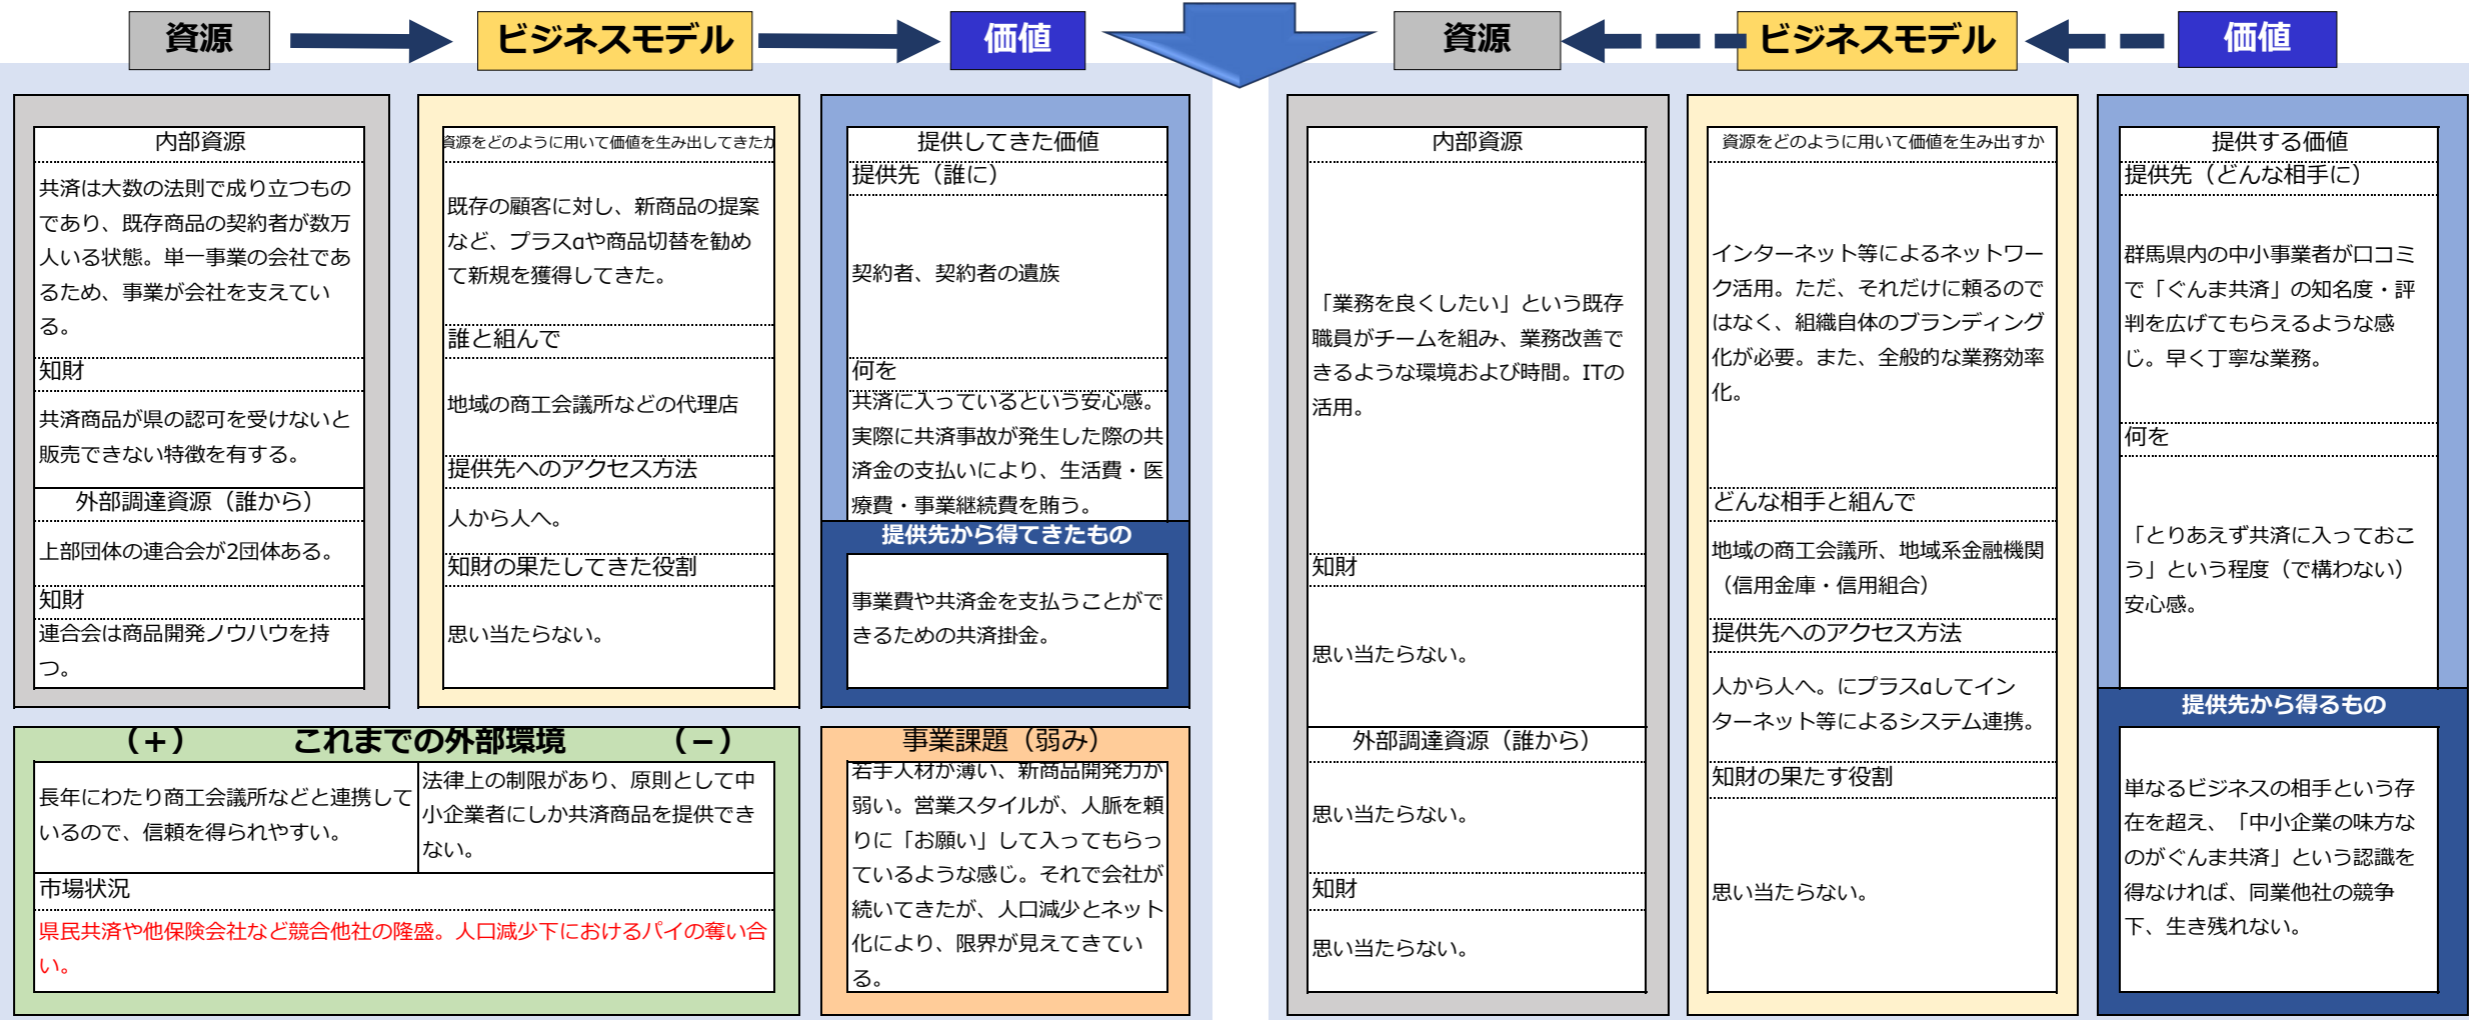 資源
ビジネスモデル
価値
資源
ビジネスモデル
価値
内部資源
共済は大数の法則で成り立つもの
であり、既存商品の契約者が数万
人いる状態。単一事業の会社であ
るため、事業が会社を支えてい
る。
知財
共済商品が県の認可を受けないと
販売できない特徴を有する。
外部調達資源（誰から）
上部団体の連合会が2団体ある。
知財
連合会は商品開発ノウハウを持
つ。
資源をどのように用いて価値を生み出してきたか
既存の顧客に対し、新商品の提案
など、プラスαや商品切替を勧め
て新規を獲得してきた。
誰と組んで
地域の商工会議所などの代理店
提供先へのアクセス方法
人から人へ。
知財の果たしてきた役割
思い当たらない。
提供してきた価値
提供先（誰に）
契約者、契約者の遺族
何を
共済に入っているという安心感。
実際に共済事故が発生した際の共
済金の支払いにより、生活費・医
療費・事業継続費を賄う。
提供先から得てきたもの
事業費や共済金を支払うことがで
きるための共済掛金。
（＋） これまでの外部環境 （－）
長年にわたり商工会議所などと連携して
いるので、信頼を得られやすい。
法律上の制限があり、原則として中
小企業者にしか共済商品を提供でき
ない。
市場状況
県民共済や他保険会社など競合他社の隆盛。人口減少下におけるパイの奪い合
い。
事業課題（弱み）
若手人材が薄い、新商品開発力が
弱い。営業スタイルが、人脈を頼
りに「お願い」して入ってもらっ
ているような感じ。それで会社が
続いてきたが、人口減少とネット
化により、限界が見えてきてい
る。
内部資源
「業務を良くしたい」という既存
職員がチームを組み、業務改善で
きるような環境および時間。ITの
活用。
知財
思い当たらない。
外部調達資源（誰から）
思い当たらない。
知財
思い当たらない。
資源をどのように用いて価値を生み出すか
インターネット等によるネットワー
ク活用。ただ、それだけに頼るので
はなく、組織自体のブランディング
化が必要。また、全般的な業務効率
化。
どんな相手と組んで
地域の商工会議所、地域系金融機関
（信用金庫・信用組合）
提供先へのアクセス方法
人から人へ。にプラスαしてイン
ターネット等によるシステム連携。
知財の果たす役割
思い当たらない。
提供する価値
提供先（どんな相手に）
群馬県内の中小事業者が口コミ
で「ぐんま共済」の知名度・評
判を広げてもらえるような感
じ。早く丁寧な業務。
何を
「とりあえず共済に入っておこ
う」という程度（で構わない）
安心感。
提供先から得るもの
単なるビジネスの相手という存
在を超え、「中小企業の味方な
のがぐんま共済」という認識を
得なければ、同業他社の競争
下、生き残れない。